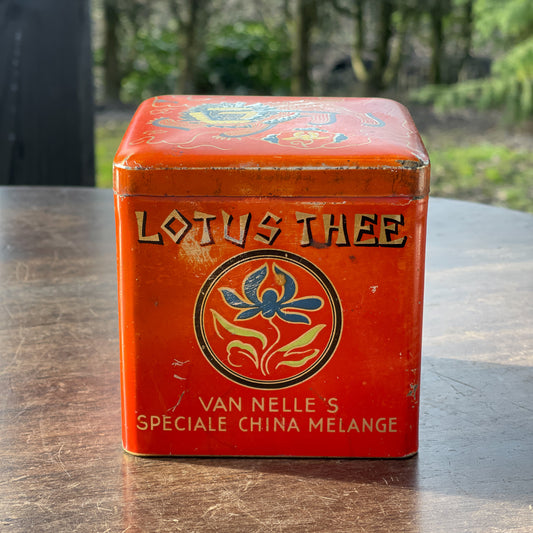 LOTUS THEE
VAN NELLE'S
SPECIALE CHINA MELANGE